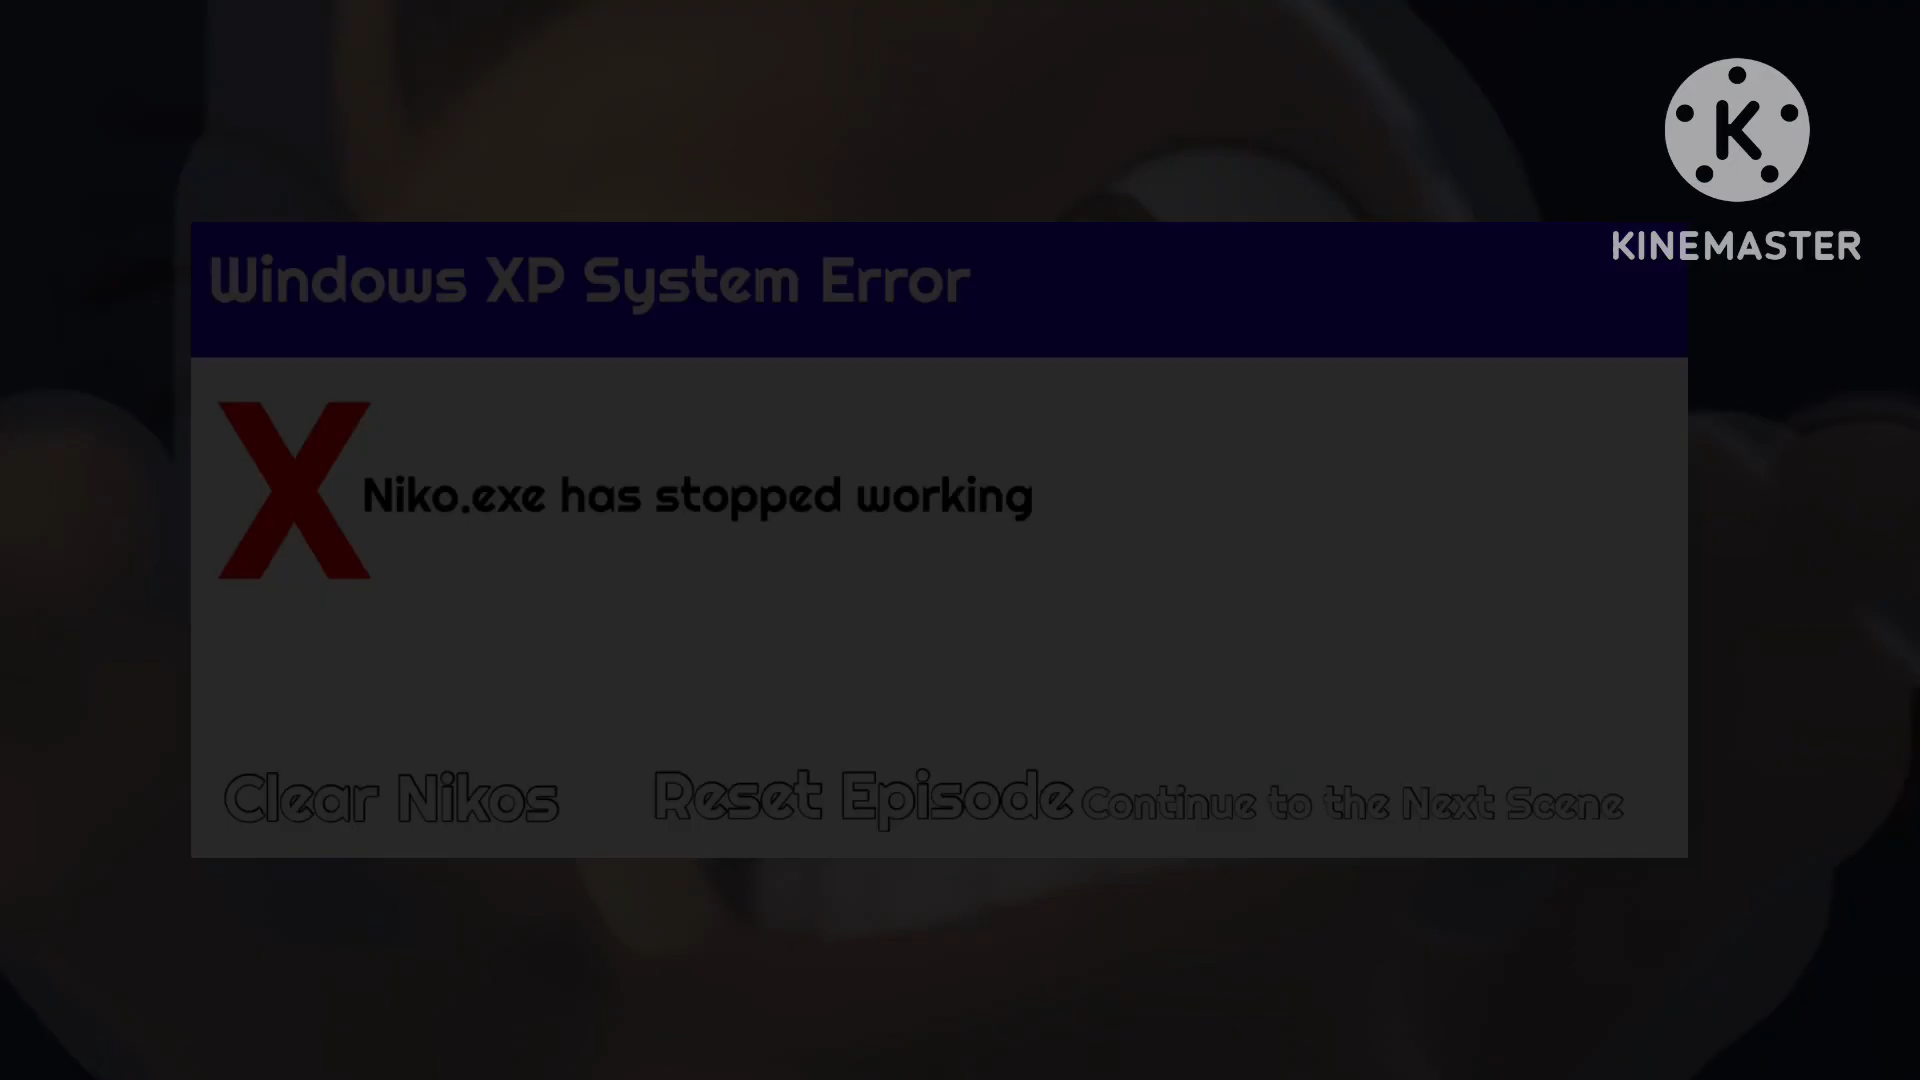 K
KINEMASTER
Windows XP System Error
X
Niko.exe has stopped working
Clear Nikos Reset Episode Continue to the Next Scene